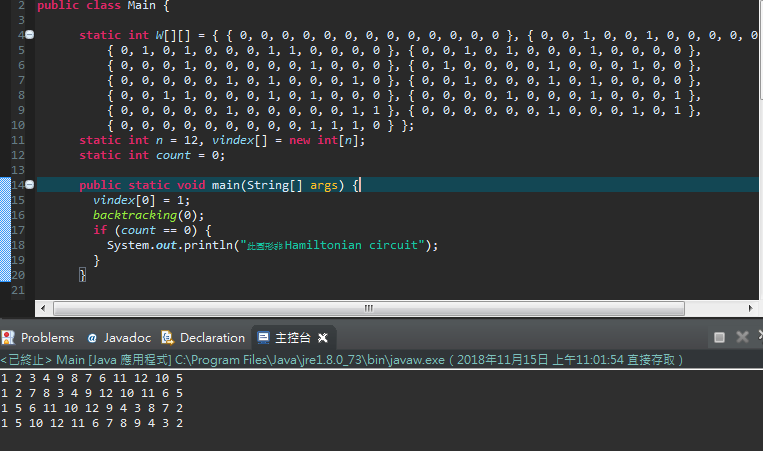 2 public class Main {
3
4 static int W[][] = { { 0, 0, 0, 0, 0, 0, 0, 0, 0, 0, 0, 0, 0 }, { 0, 0, 1, 0, 0, 1, 0, 0, 0, 0, 0
5 { 0, 1, 0, 1, 0, 0, 0, 1, 1, 0, 0, 0, 0 }, { 0, 0, 1, 0, 1, 0, 0, 0, 1, 0, 0, 0, 0 },
6 { 0, 0, 0, 1, 0, 0, 0, 0, 0, 1, 0, 0, 0 }, { 0, 1, 0, 0, 0, 0, 1, 0, 0, 0, 1, 0, 0 },
7 { 0, 0, 0, 0, 0, 1, 0, 1, 0, 0, 0, 1, 0 }, { 0, 0, 1, 0, 0, 0, 1, 0, 1, 0, 0, 0, 0 },
8 { 0, 0, 1, 1, 0, 0, 0, 1, 0, 1, 0, 0, 0 }, { 0, 0, 0, 0, 1, 0, 0, 0, 1, 0, 0, 0, 1 },
9 { 0, 0, 0, 0, 0, 1, 0, 0, 0, 0, 0, 1, 1 }, { 0, 0, 0, 0, 0, 0, 1, 0, 0, 0, 1, 0, 1 },
10 { 0, 0, 0, 0, 0, 0, 0, 0, 0, 1, 1, 1, 0 } };
11 static int n = 12, vindex[] = new int[n];
12 static int count = 0;
13
14 public static void main(String[] args) {
15 vindex[0] = 1;
16 backtracking(0);
17 if (count == 0) {
18 System.out.println("此圖形非Hamiltonian circuit");
19 }
20 }
21
Problems @ Javadoc Declaration 主控台
<已終止> Main [Java 應用程式] C:\Program Files\Java\jre1.8.0_73\bin\javaw.exe ( 2018年11月15日 上午11:01:54 直接存取 )
1 2 3 4 9 8 7 6 11 12 10 5
1 2 7 8 3 4 9 12 10 11 6 5
1 5 6 11 10 12 9 4 3 8 7 2
1 5 10 12 11 6 7 8 9 4 3 2